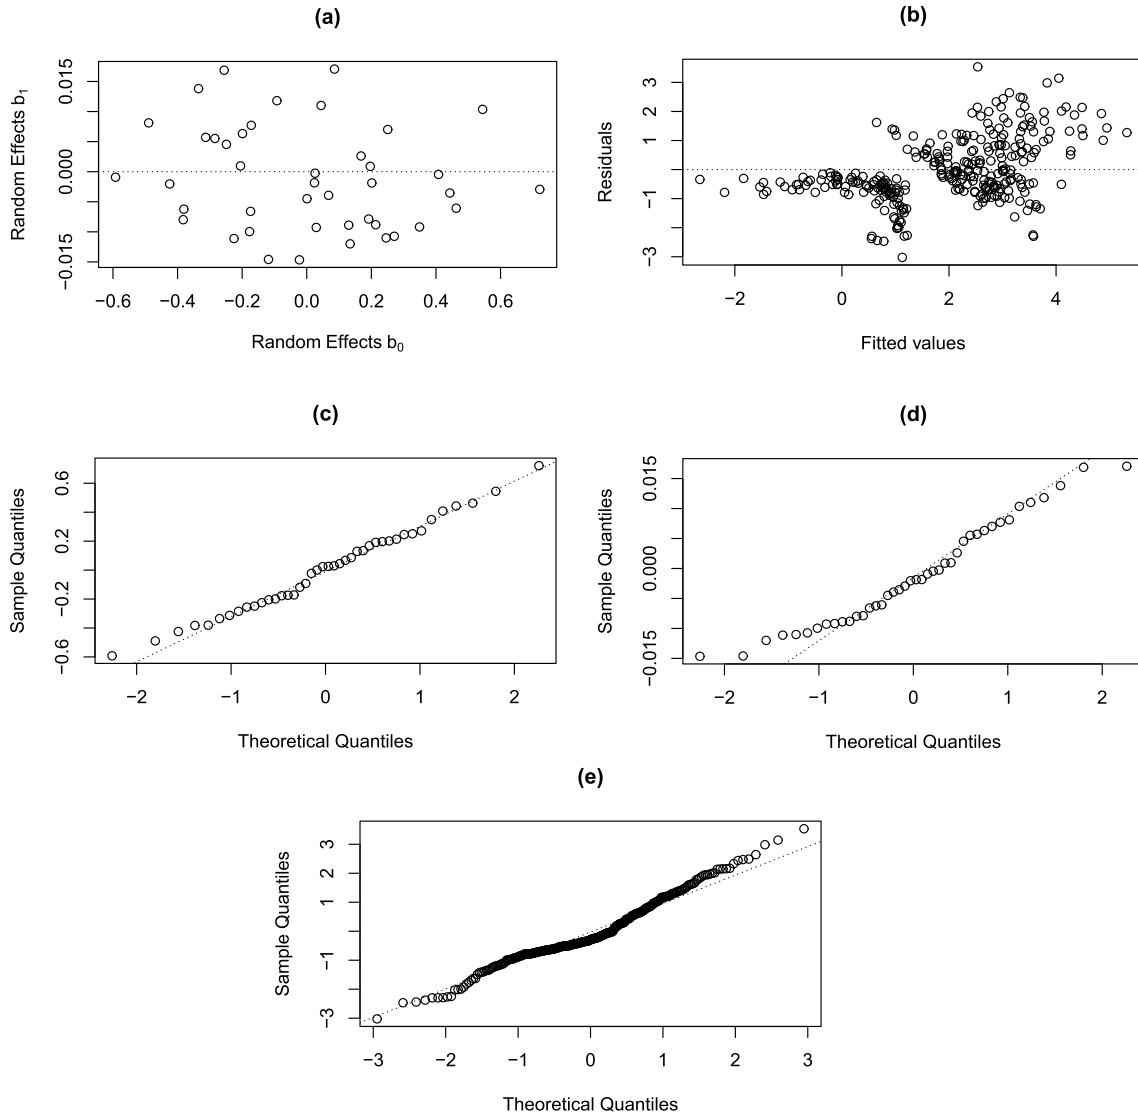 (a)
Random Effects b₁
0.015
0.000
−0.015
−0.6 −0.4 −0.2 0.0 0.2 0.4 0.6
Random Effects b₀
(b)
Residuals
3
2
1
−1
−3
−2 0 2 4
Fitted values
(c)
Sample Quantiles
0.6
0.2
−0.2
−0.6
−2 −1 0 1 2
Theoretical Quantiles
(d)
Sample Quantiles
0.015
0.000
−0.015
−2 −1 0 1 2
Theoretical Quantiles
(e)
Sample Quantiles
3
2
1
−1
−3
−3 −2 −1 0 1 2 3
Theoretical Quantiles